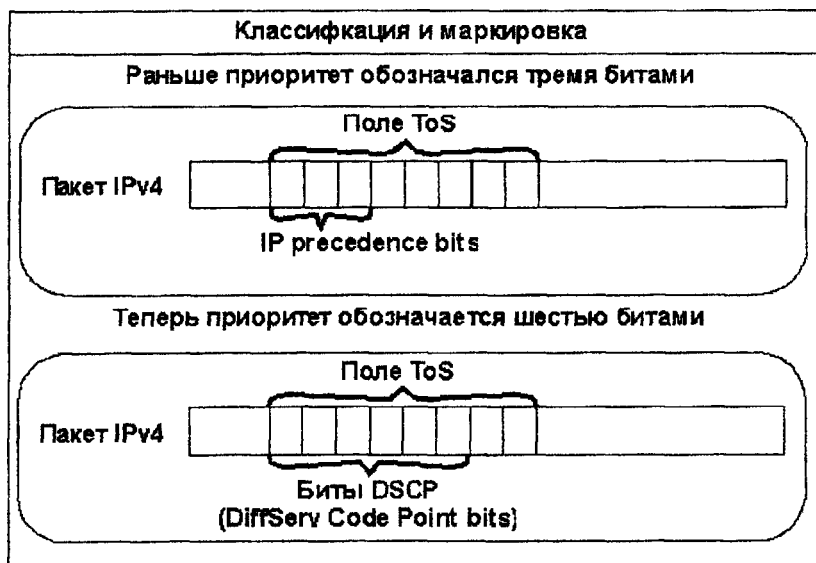 Классифкация и маркировка
Раньше приоритет обозначался тремя битами
Поле ToS
Пакет IPv4
IP precedence bits
Теперь приоритет обозначается шестью битами
Поле ToS
Пакет IPv4
Биты DSCP
(DiffServ Code Point bits)